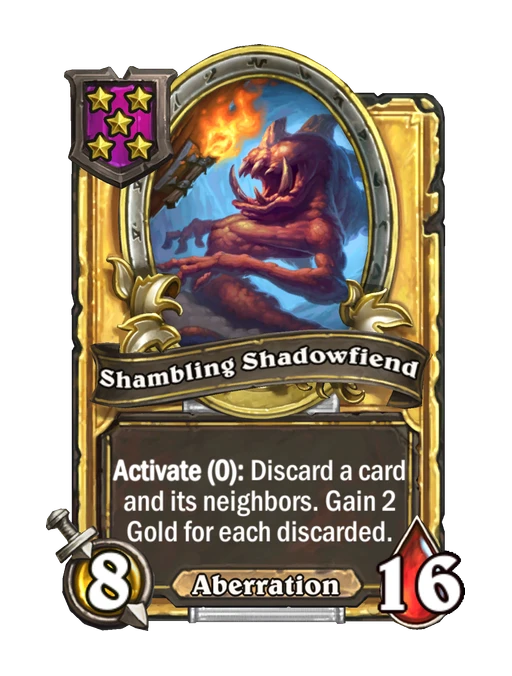 Shambling Shadowfiend
Activate (0): Discard a card
and its neighbors. Gain 2
Gold for each discarded.
8
Aberration
16